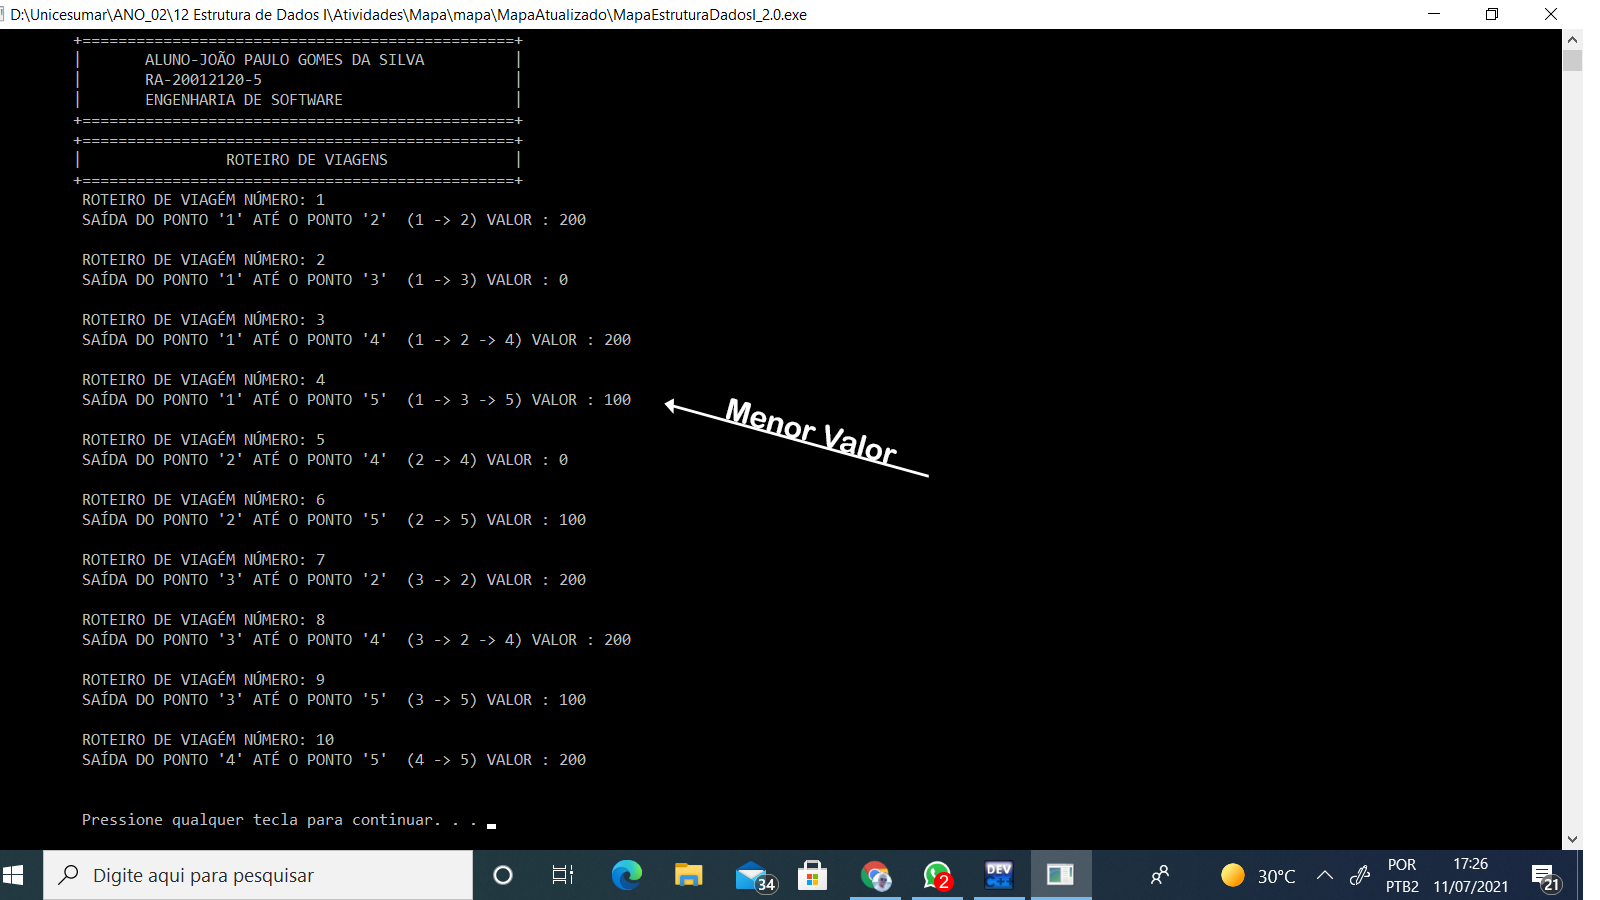 D:\Unicesumar\ANO_02\12 Estrutura de Dados I\Atividades\Mapa\mapa\MapaAtualizado\MapaEstruturaDadosI_2.0.exe
+================================================+
| ALUNO-JOÃO PAULO GOMES DA SILVA |
| RA-20012120-5 |
| ENGENHARIA DE SOFTWARE |
+================================================+
+================================================+
| ROTEIRO DE VIAGENS |
+================================================+
ROTEIRO DE VIAGÉM NÚMERO: 1
SAÍDA DO PONTO '1' ATÉ O PONTO '2' (1 -> 2) VALOR : 200
ROTEIRO DE VIAGÉM NÚMERO: 2
SAÍDA DO PONTO '1' ATÉ O PONTO '3' (1 -> 3) VALOR : 0
ROTEIRO DE VIAGÉM NÚMERO: 3
SAÍDA DO PONTO '1' ATÉ O PONTO '4' (1 -> 2 -> 4) VALOR : 200
ROTEIRO DE VIAGÉM NÚMERO: 4
SAÍDA DO PONTO '1' ATÉ O PONTO '5' (1 -> 3 -> 5) VALOR : 100
Menor Valor
ROTEIRO DE VIAGÉM NÚMERO: 5
SAÍDA DO PONTO '2' ATÉ O PONTO '4' (2 -> 4) VALOR : 0
ROTEIRO DE VIAGÉM NÚMERO: 6
SAÍDA DO PONTO '2' ATÉ O PONTO '5' (2 -> 5) VALOR : 100
ROTEIRO DE VIAGÉM NÚMERO: 7
SAÍDA DO PONTO '3' ATÉ O PONTO '2' (3 -> 2) VALOR : 200
ROTEIRO DE VIAGÉM NÚMERO: 8
SAÍDA DO PONTO '3' ATÉ O PONTO '4' (3 -> 2 -> 4) VALOR : 200
ROTEIRO DE VIAGÉM NÚMERO: 9
SAÍDA DO PONTO '3' ATÉ O PONTO '5' (3 -> 5) VALOR : 100
ROTEIRO DE VIAGÉM NÚMERO: 10
SAÍDA DO PONTO '4' ATÉ O PONTO '5' (4 -> 5) VALOR : 200
Pressione qualquer tecla para continuar. . .
Digite aqui para pesquisar
34
2
DEV
C++
30°C
POR
PTB2
17:26
11/07/2021
21